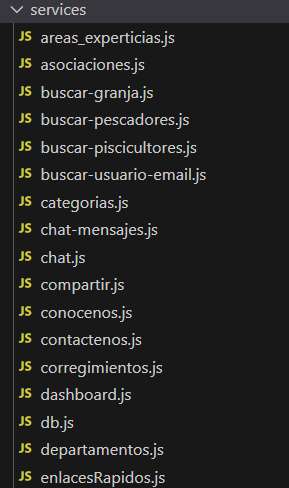 services
JS areas_experticias.js
JS asociaciones.js
JS buscar-granja.js
JS buscar-pescadores.js
JS buscar-piscicultores.js
JS buscar-usuario-email.js
JS categorias.js
JS chat-mensajes.js
JS chat.js
JS compartir.js
JS conocenos.js
JS contactenos.js
JS corregimientos.js
JS dashboard.js
JS db.js
JS departamentos.js
JS enlacesRapidos.js